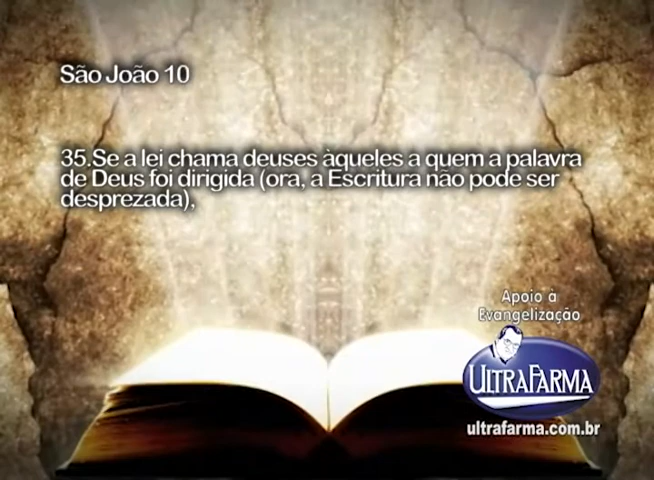 São João 10
35.Se a lei chama deuses àqueles a quem a palavra
de Deus foi dirigida (ora, a Escritura não pode ser
desprezada),
Apoio à
Evangelização
ULTRAFARMA
ultrafarma.com.br